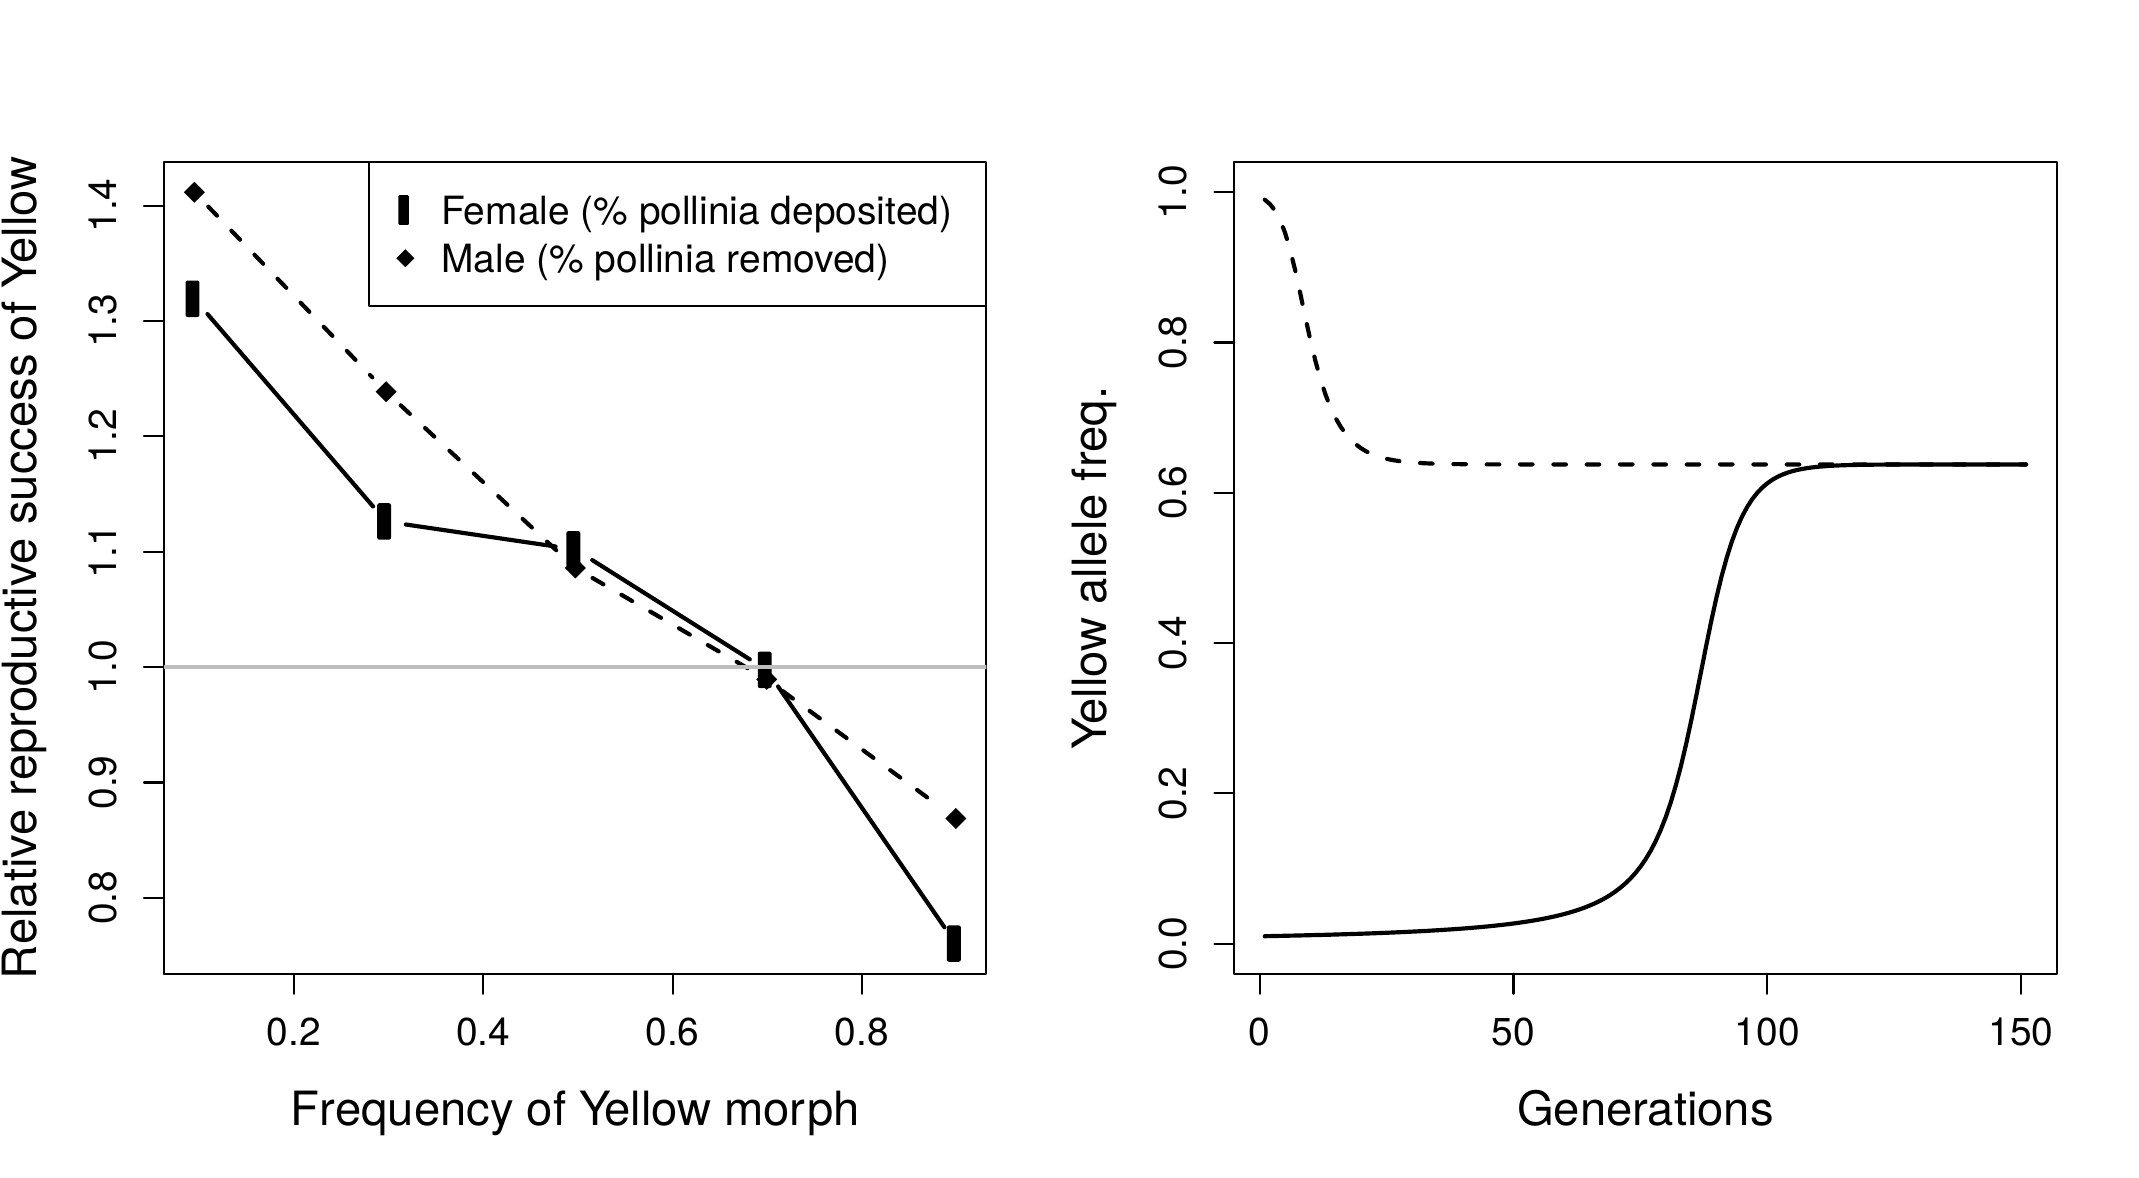 Relative reproductive success of Yellow
1.4
1.3
1.2
1.1
1.0
0.9
0.8
Female (% pollinia deposited)
Male (% pollinia removed)
0.2 0.4 0.6 0.8
Frequency of Yellow morph
Yellow allele freq.
1.0
0.8
0.6
0.4
0.2
0.0
0 50 100 150
Generations